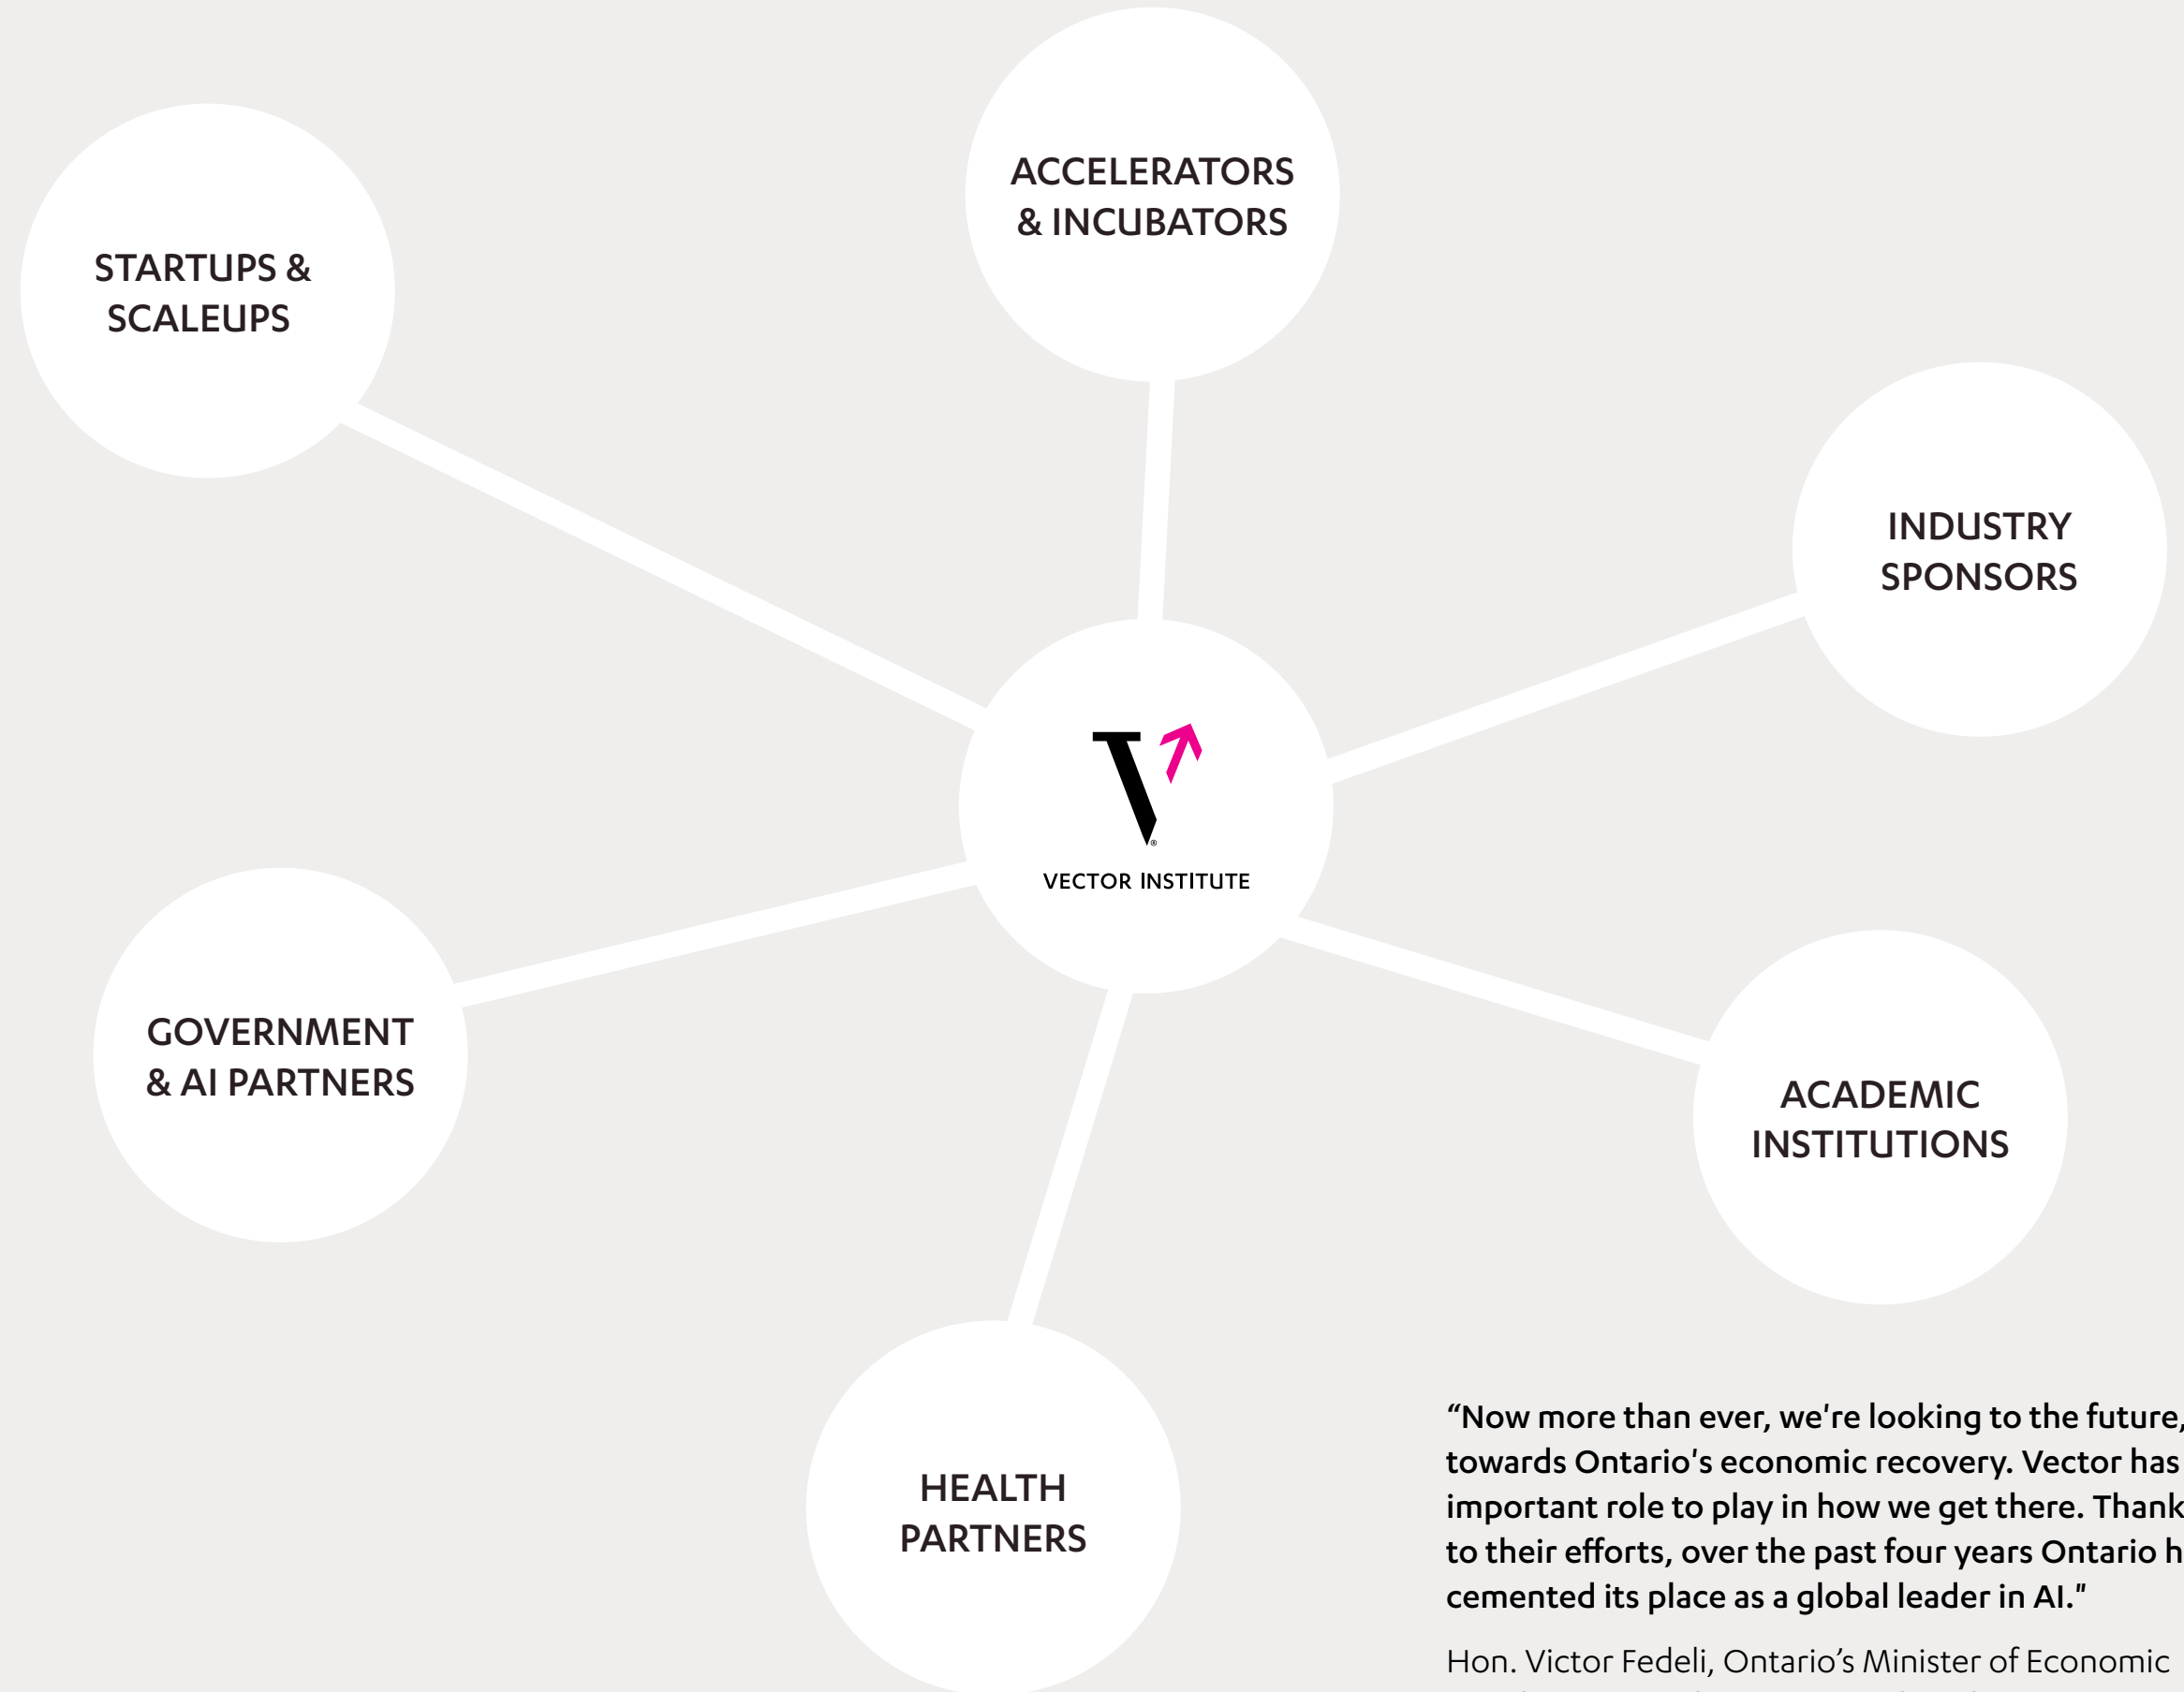 ACCELERATORS
& INCUBATORS
STARTUPS &
SCALEUPS
INDUSTRY
SPONSORS
VECTOR INSTITUTE
GOVERNMENT
& AI PARTNERS
ACADEMIC
INSTITUTIONS
HEALTH
PARTNERS
“Now more than ever, we're looking to the future,
towards Ontario's economic recovery. Vector has
important role to play in how we get there. Thank
to their efforts, over the past four years Ontario h
cemented its place as a global leader in AI."
Hon. Victor Fedeli, Ontario’s Minister of Economic